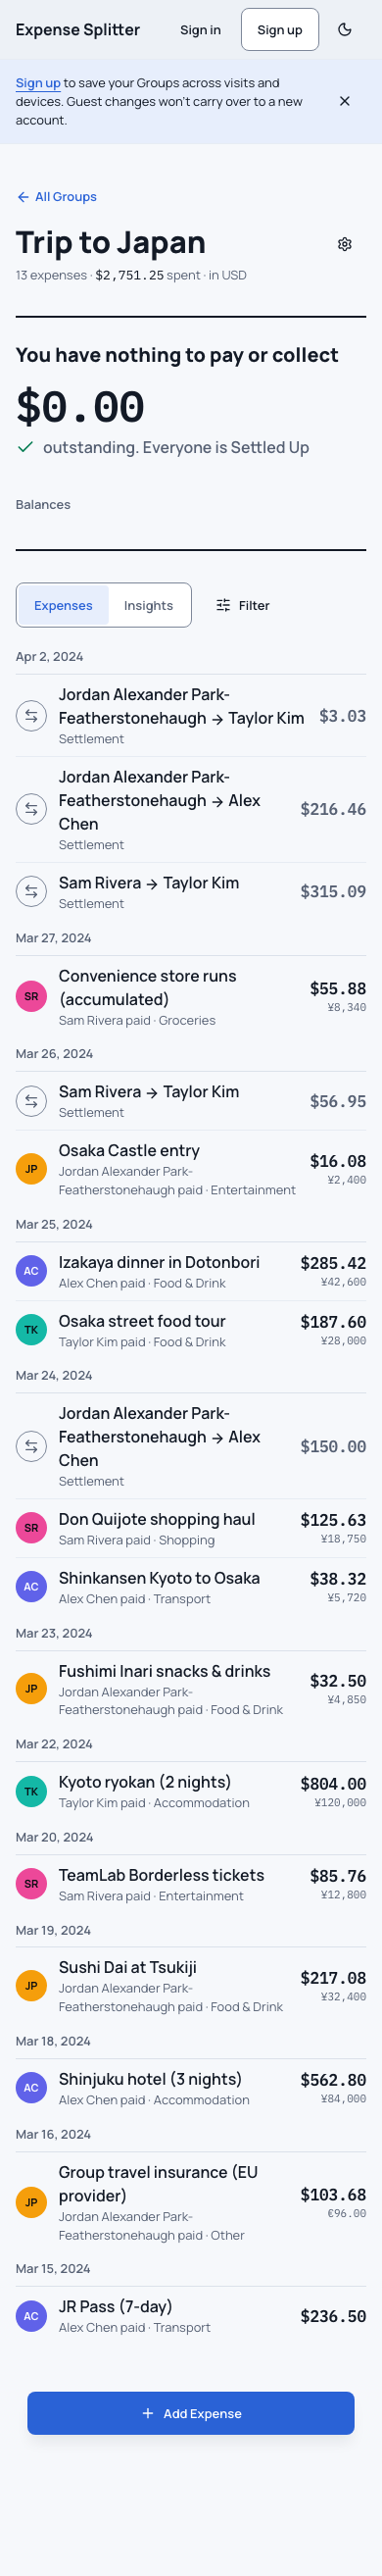 Expense Splitter
Sign in
Sign up
Sign up to save your Groups across visits and
devices. Guest changes won't carry over to a new
account.
← All Groups
Trip to Japan
13 expenses · $2,751.25 spent · in USD
You have nothing to pay or collect
$0.00
outstanding. Everyone is Settled Up
Balances
Expenses
Insights
Filter
Apr 2, 2024
Jordan Alexander Park-
Featherstonehaugh → Taylor Kim
$3.03
Settlement
Jordan Alexander Park-
Featherstonehaugh → Alex
Chen
$216.46
Settlement
Sam Rivera → Taylor Kim
$315.09
Settlement
Mar 27, 2024
SR
Convenience store runs
(accumulated)
$55.88
¥8,340
Sam Rivera paid · Groceries
Mar 26, 2024
Sam Rivera → Taylor Kim
$56.95
Settlement
JP
Osaka Castle entry
$16.08
Jordan Alexander Park-
Featherstonehaugh paid · Entertainment
¥2,400
Mar 25, 2024
AC
Izakaya dinner in Dotonbori
$285.42
Alex Chen paid · Food & Drink
¥42,600
TK
Osaka street food tour
$187.60
Taylor Kim paid · Food & Drink
¥28,000
Mar 24, 2024
Jordan Alexander Park-
Featherstonehaugh → Alex
Chen
$150.00
Settlement
SR
Don Quijote shopping haul
$125.63
Sam Rivera paid · Shopping
¥18,750
AC
Shinkansen Kyoto to Osaka
$38.32
Alex Chen paid · Transport
¥5,720
Mar 23, 2024
JP
Fushimi Inari snacks & drinks
$32.50
Jordan Alexander Park-
Featherstonehaugh paid · Food & Drink
¥4,850
Mar 22, 2024
TK
Kyoto ryokan (2 nights)
$804.00
Taylor Kim paid · Accommodation
¥120,000
Mar 20, 2024
SR
TeamLab Borderless tickets
$85.76
Sam Rivera paid · Entertainment
¥12,800
Mar 19, 2024
JP
Sushi Dai at Tsukiji
$217.08
Jordan Alexander Park-
Featherstonehaugh paid · Food & Drink
¥32,400
Mar 18, 2024
AC
Shinjuku hotel (3 nights)
$562.80
Alex Chen paid · Accommodation
¥84,000
Mar 16, 2024
JP
Group travel insurance (EU
provider)
$103.68
€96.00
Jordan Alexander Park-
Featherstonehaugh paid · Other
Mar 15, 2024
AC
JR Pass (7-day)
$236.50
Alex Chen paid · Transport
+ Add Expense